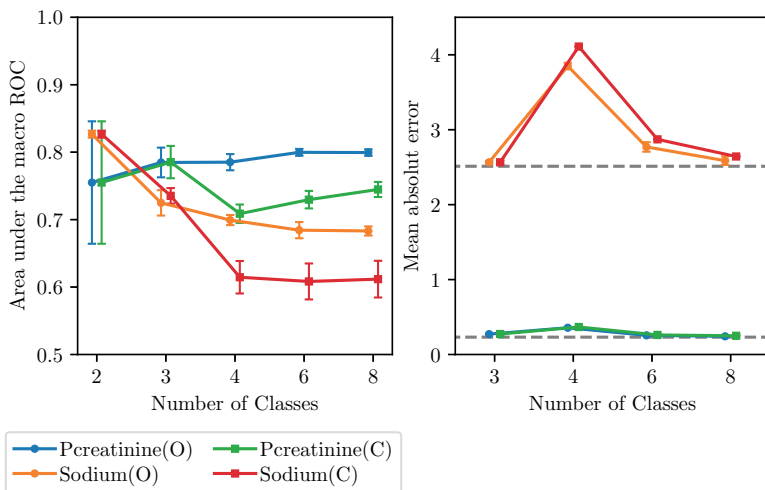 Area under the macro ROC
1.0
0.9
0.8
0.7
0.6
0.5
2 3 4 6 8
Number of Classes
Mean absolut error
4
3
2
1
0
3 4 6 8
Number of Classes
Pcreatinine(O) Pcreatinine(C)
Sodium(O) Sodium(C)